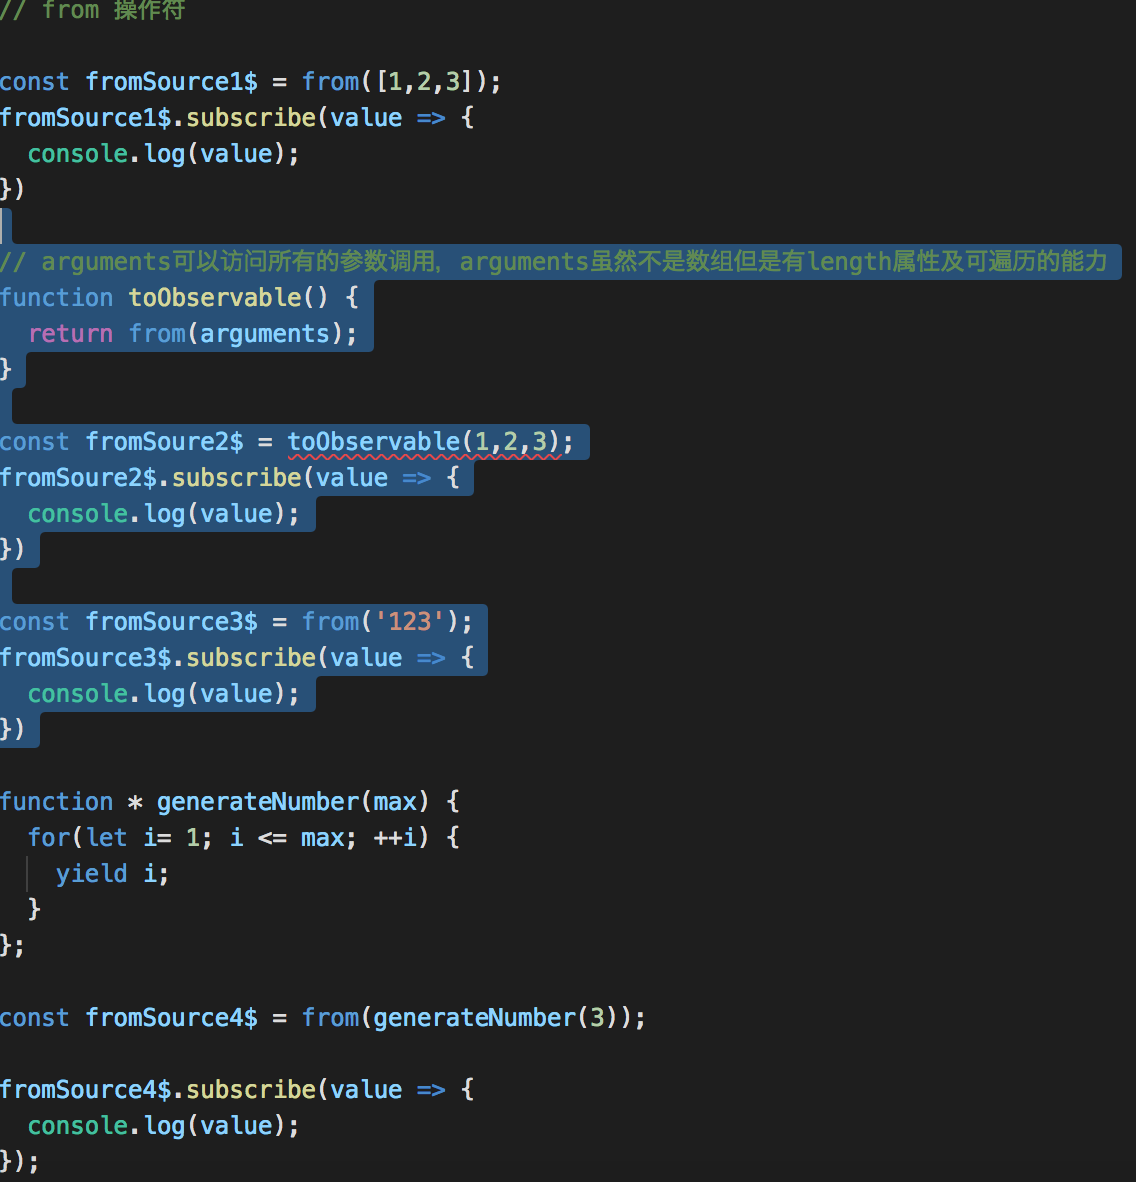 // from 操作符
const fromSource1$ = from([1,2,3]);
fromSource1$.subscribe(value => {
  console.log(value);
})
// arguments可以访问所有的参数调用, arguments虽然不是数组但是有length属性及可遍历的能力
function toObservable() {
  return from(arguments);
}
const fromSoure2$ = toObservable(1,2,3);
fromSoure2$.subscribe(value => {
  console.log(value);
})
const fromSource3$ = from('123');
fromSource3$.subscribe(value => {
  console.log(value);
})
function * generateNumber(max) {
  for(let i= 1; i <= max; ++i) {
    yield i;
  }
};
const fromSource4$ = from(generateNumber(3));
fromSource4$.subscribe(value => {
  console.log(value);
});